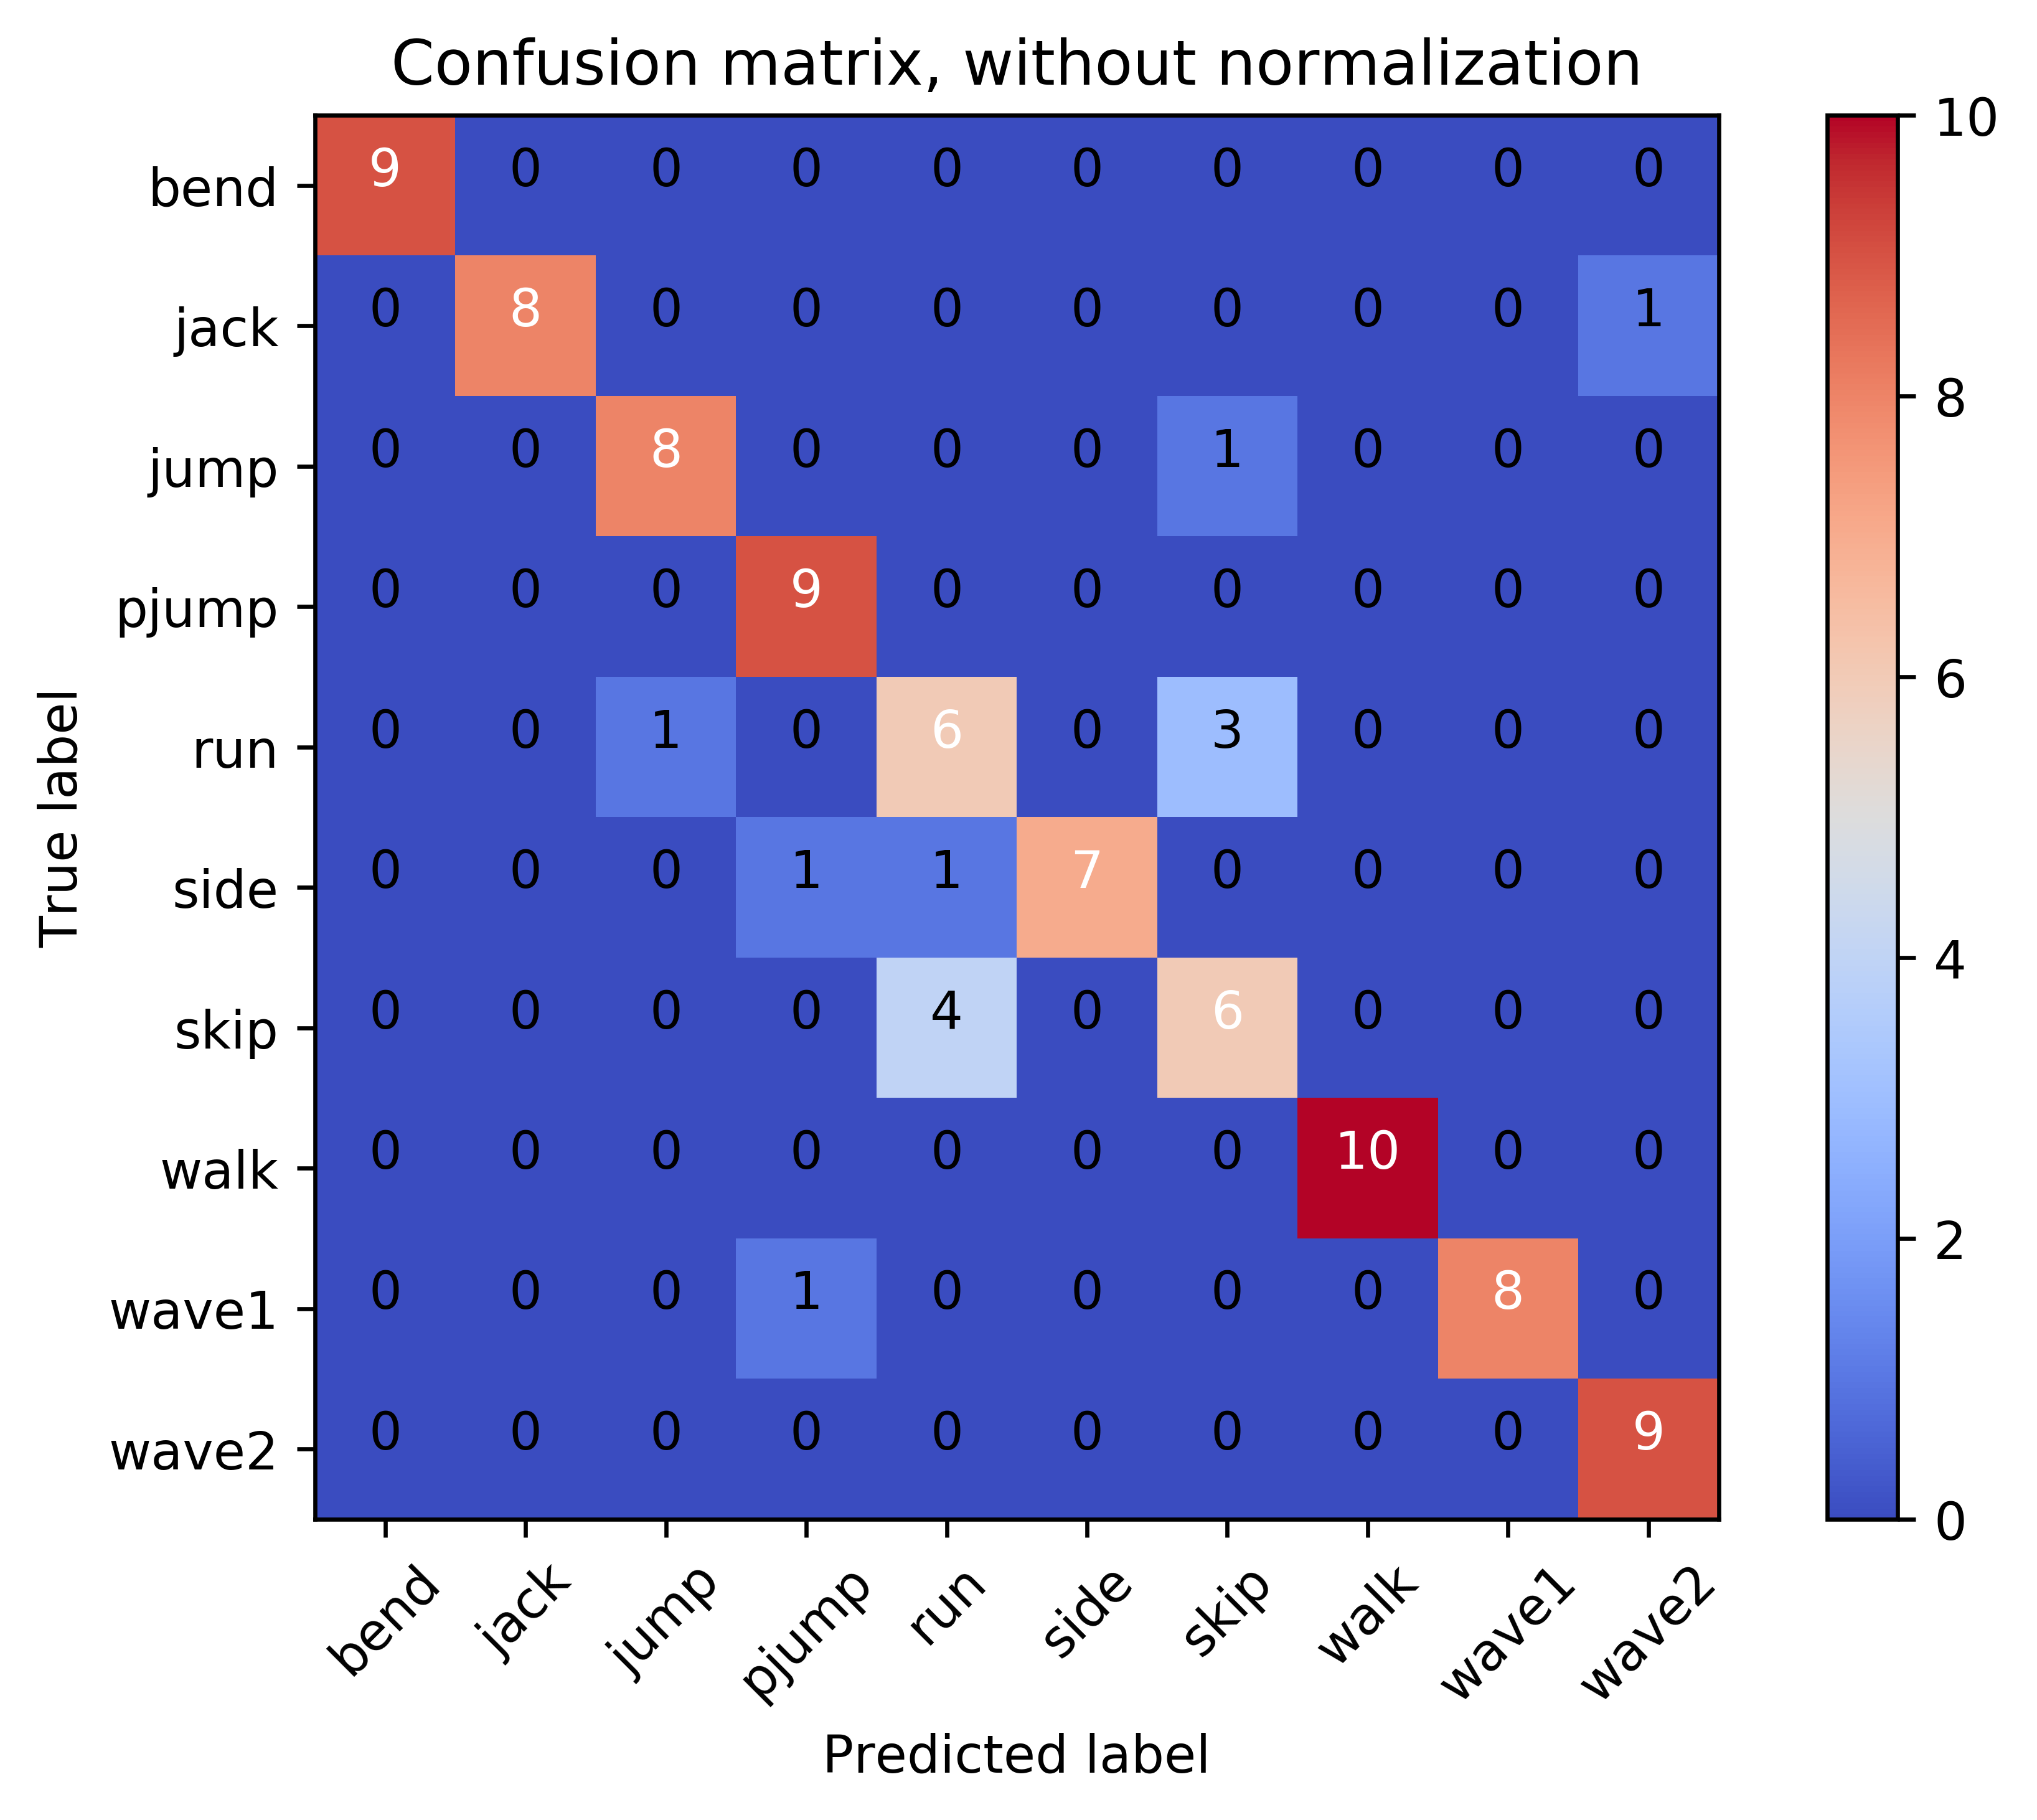 Confusion matrix, without normalization
bend 9 0 0 0 0 0 0 0 0 0
jack 0 8 0 0 0 0 0 0 0 1
jump 0 0 8 0 0 0 1 0 0 0
pjump 0 0 0 9 0 0 0 0 0 0
run 0 0 1 0 6 0 3 0 0 0
side 0 0 0 1 1 7 0 0 0 0
skip 0 0 0 0 4 0 6 0 0 0
walk 0 0 0 0 0 0 0 10 0 0
wave1 0 0 0 1 0 0 0 0 8 0
wave2 0 0 0 0 0 0 0 0 0 9
bend jack jump pjump run side skip walk wave1 wave2
Predicted label
True label
10
8
6
4
2
0